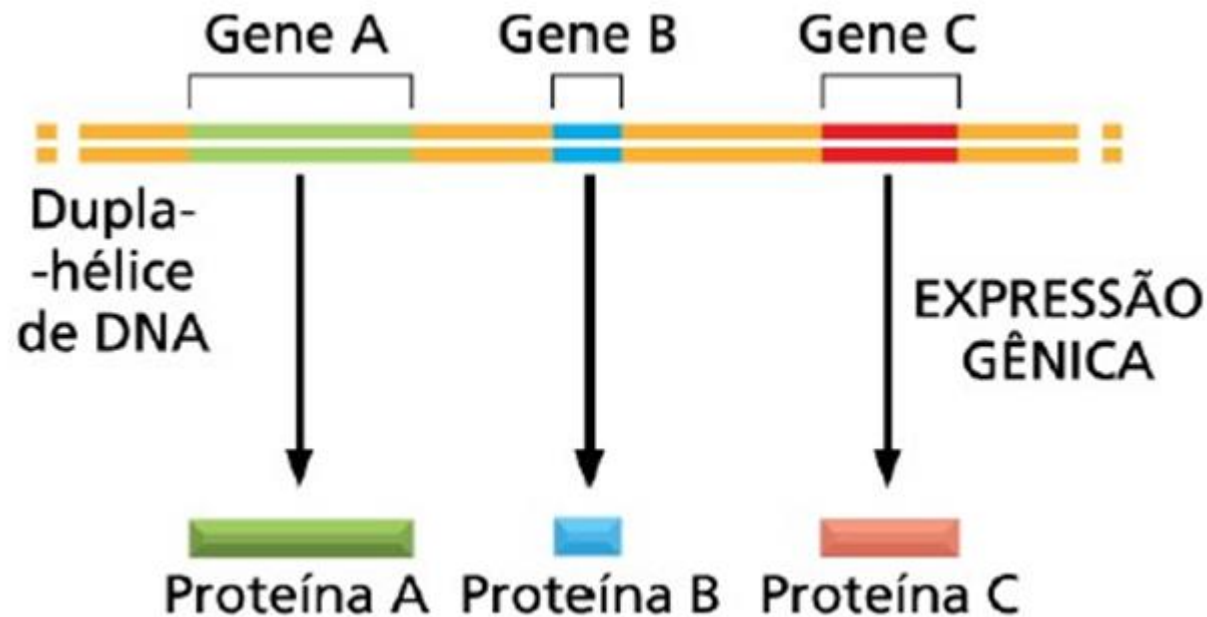 Gene A Gene B Gene C
Dupla-
-hélice
de DNA
EXPRESSÃO
GÊNICA
Proteína A Proteína B Proteína C